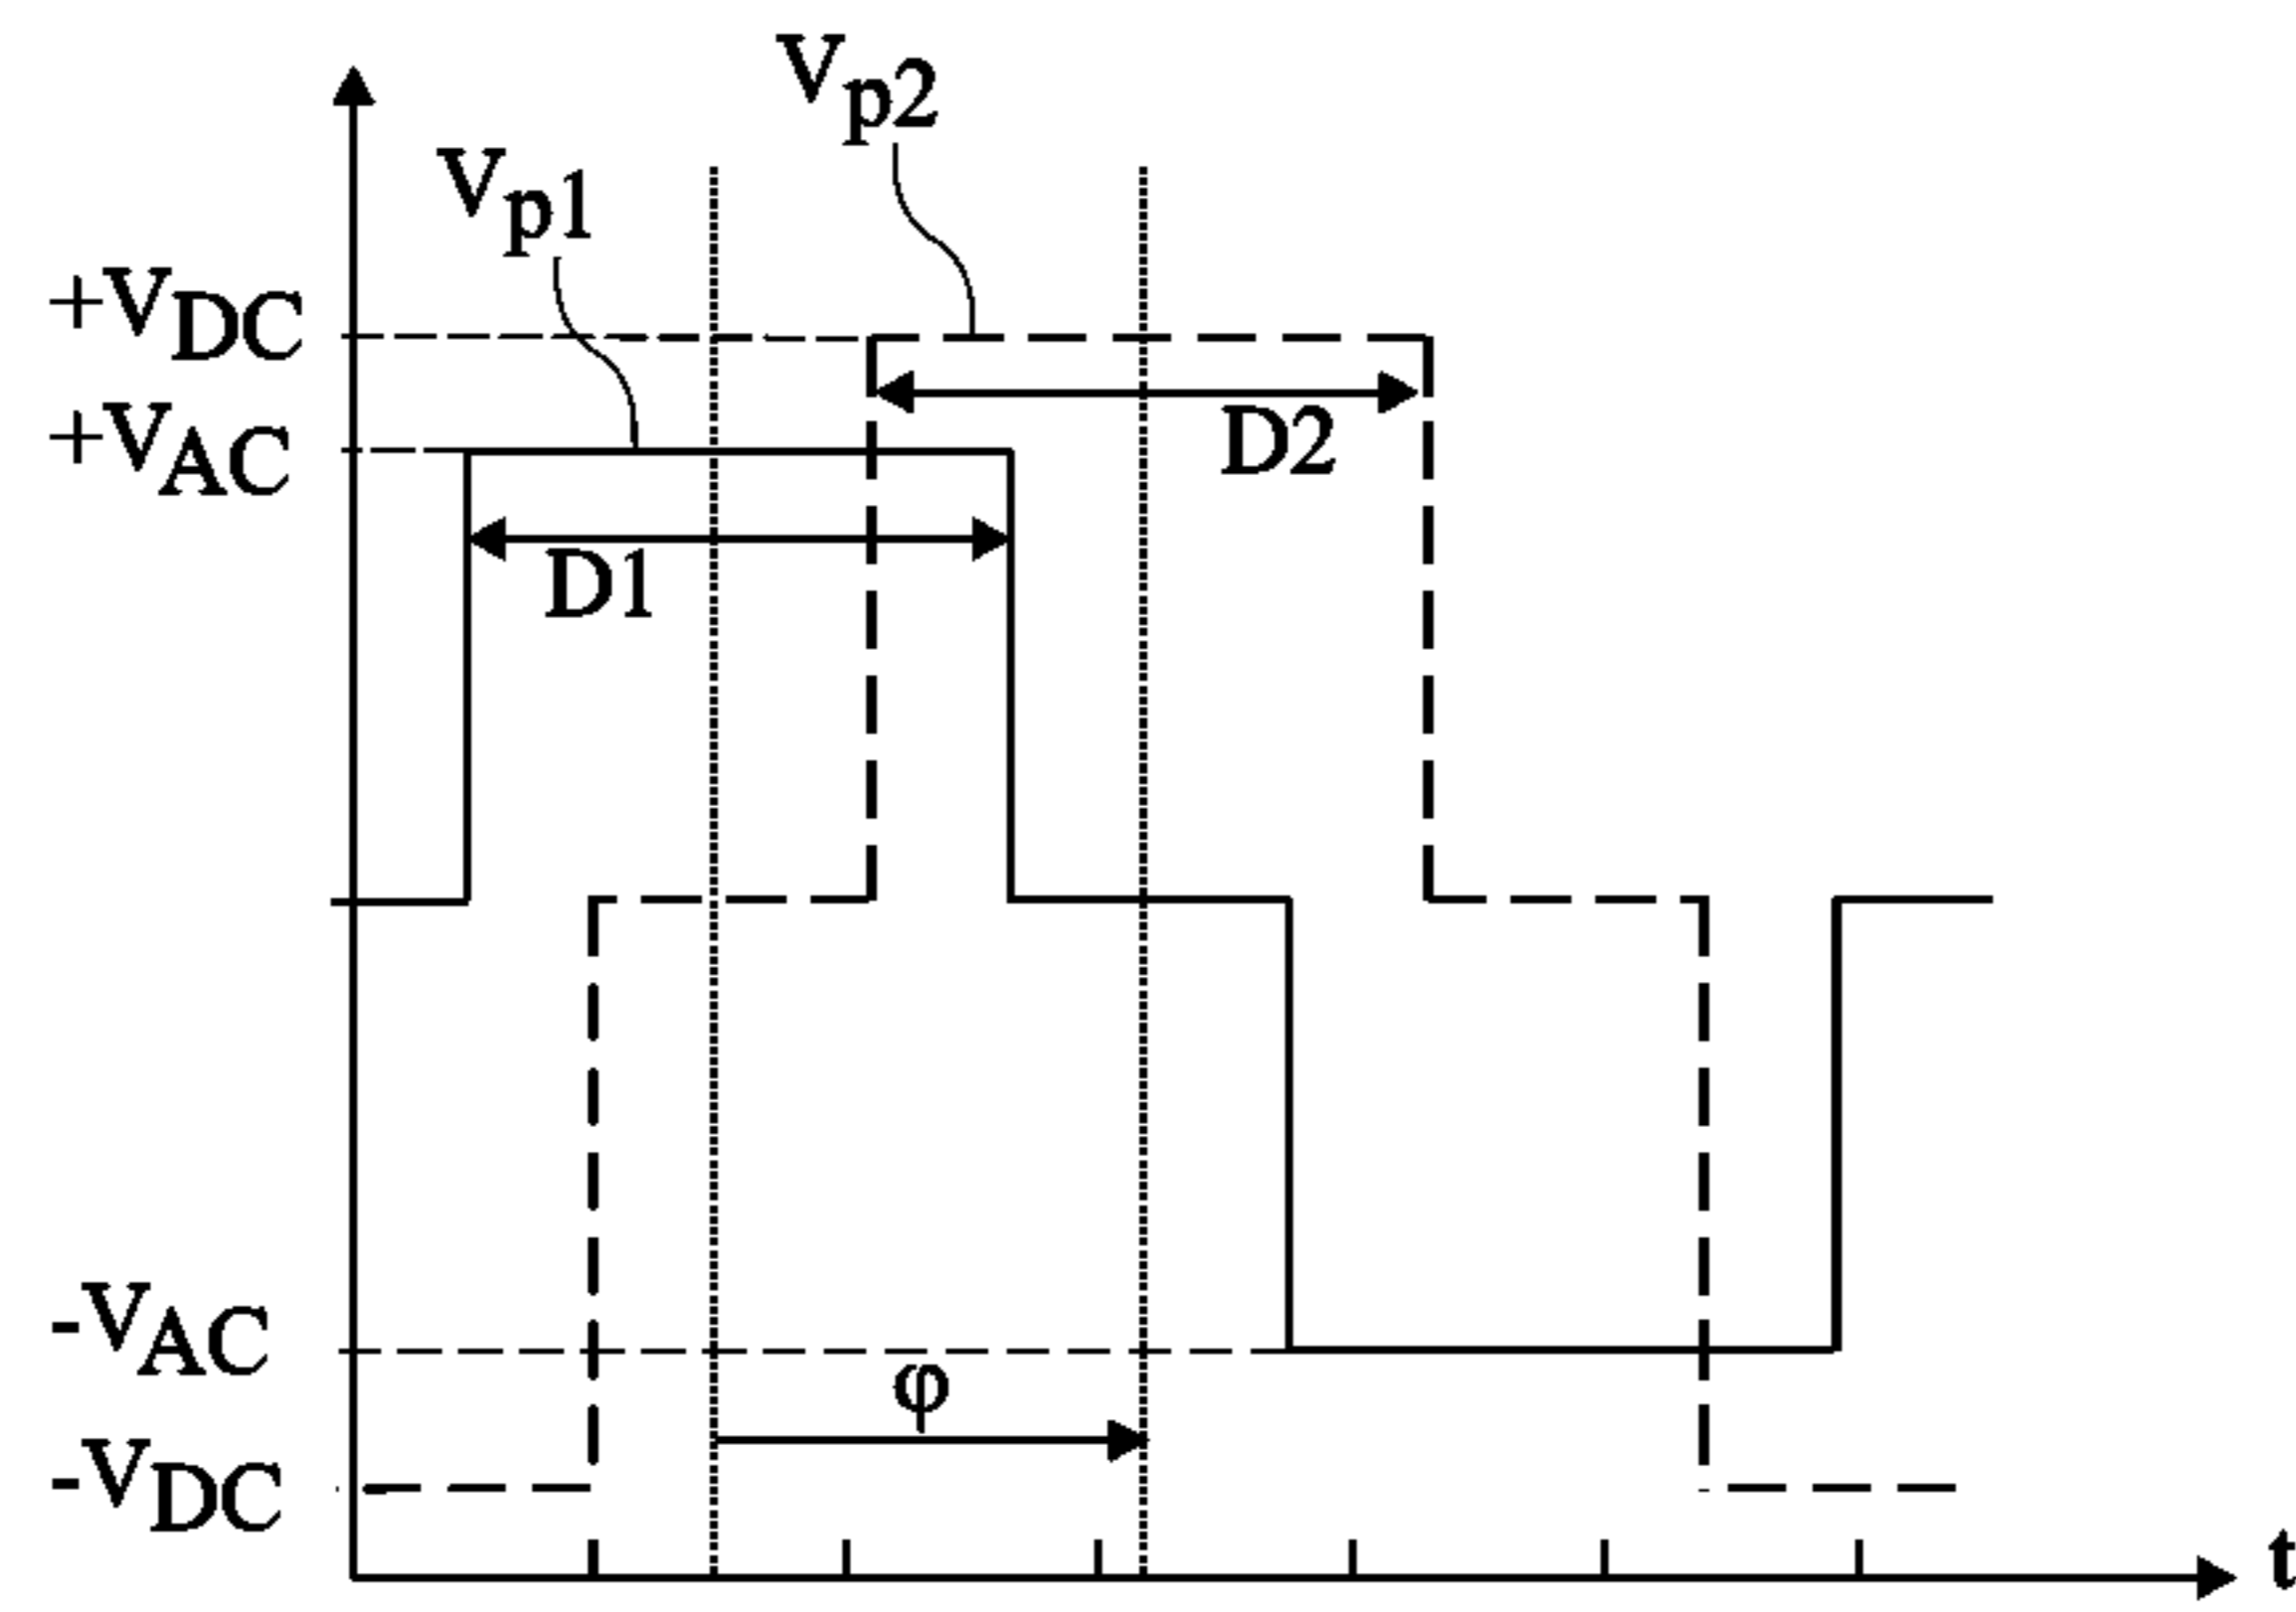 Vp2
Vp1
+VDC
+VAC
D2
D1
-VAC
φ
-VDC
t